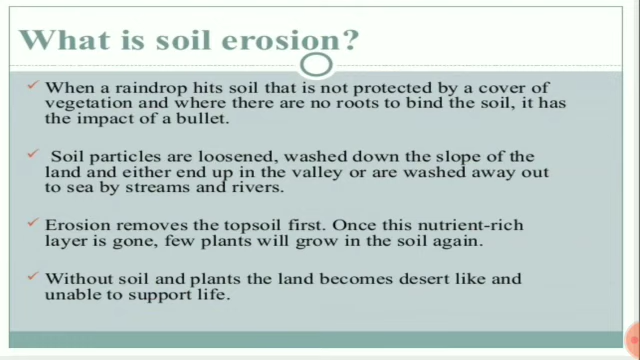 What is soil erosion?
When a raindrop hits soil that is not protected by a cover of
vegetation and where there are no roots to bind the soil, it has
the impact of a bullet.
Soil particles are loosened, washed down the slope of the
land and either end up in the valley or are washed away out
to sea by streams and rivers.
Erosion removes the topsoil first. Once this nutrient-rich
layer is gone, few plants will grow in the soil again.
Without soil and plants the land becomes desert like and
unable to support life.